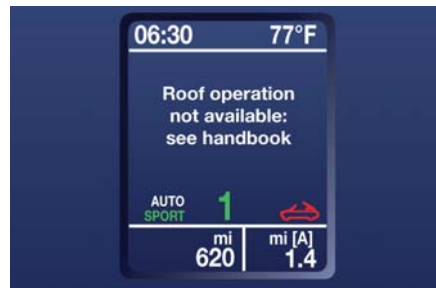 06:30 77°F
Roof operation
not available:
see handbook
AUTO
SPORT 1
mi mi [A]
620 1.4